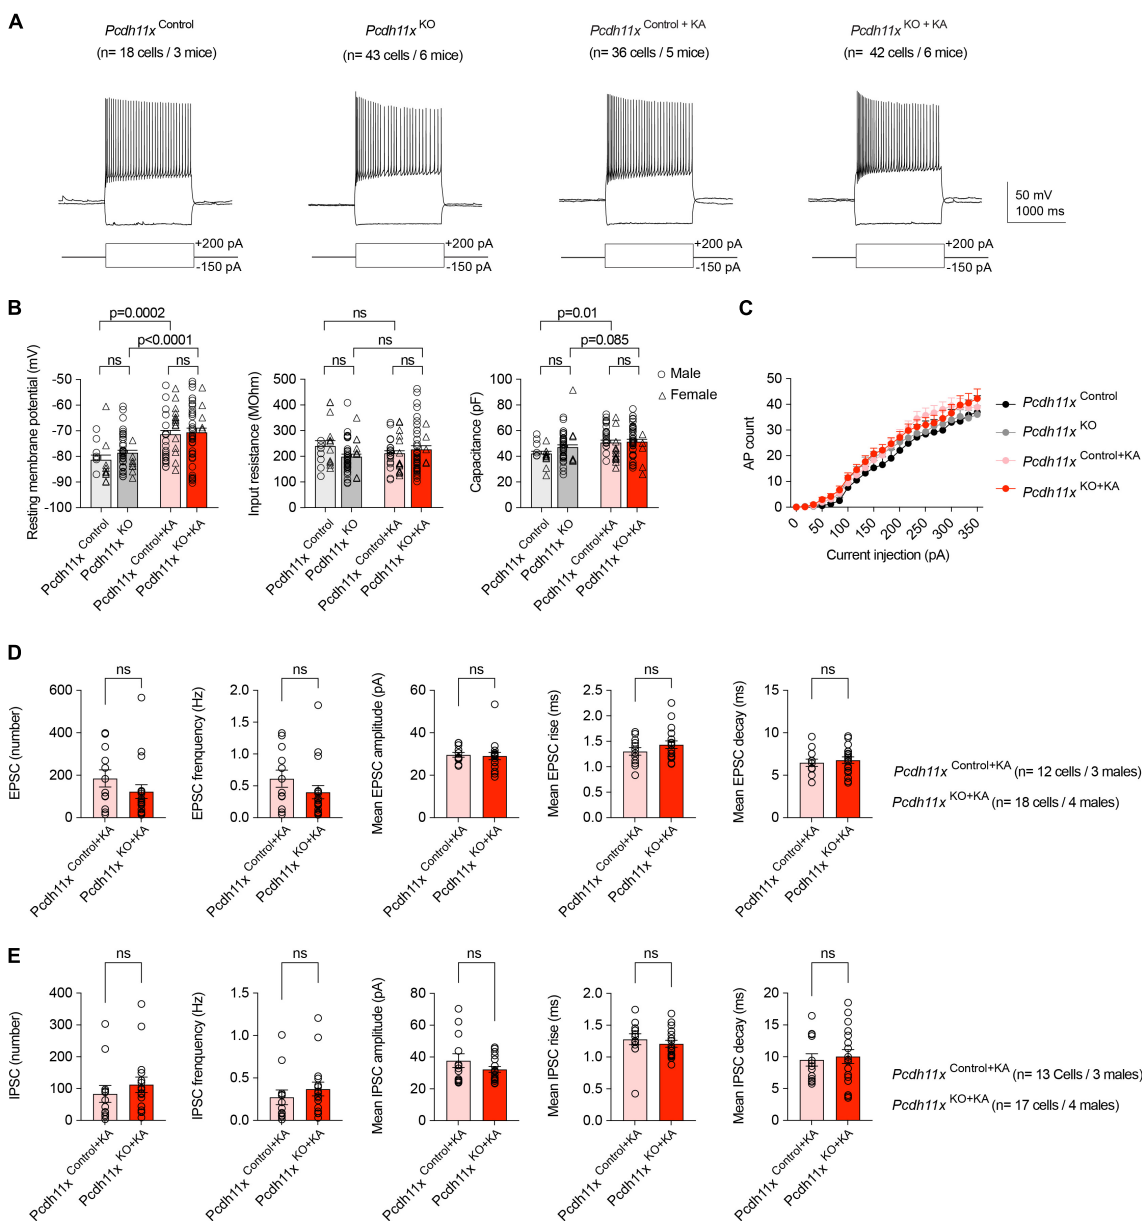 A
Pcdh11x Control
(n= 18 cells / 3 mice)
Pcdh11x KO
(n= 43 cells / 6 mice)
Pcdh11x Control + KA
(n= 36 cells / 5 mice)
Pcdh11x KO + KA
(n= 42 cells / 6 mice)
50 mV
1000 ms
+200 pA
-150 pA
+200 pA
-150 pA
+200 pA
-150 pA
+200 pA
-150 pA
B
Resting membrane potential (mV)
-50
-60
-70
-80
-90
-100
p=0.0002
p<0.0001
ns
ns
Pcdh11x Control
Pcdh11x KO
Pcdh11x Control+KA
Pcdh11x KO+KA
Input resistance (MOhm)
500
400
300
200
100
0
ns
ns
ns
ns
Pcdh11x Control
Pcdh11x KO
Pcdh11x Control+KA
Pcdh11x KO+KA
Capacitance (pF)
100
80
60
40
20
0
p=0.01
p=0.085
ns
ns
Pcdh11x Control
Pcdh11x KO
Pcdh11x Control+KA
Pcdh11x KO+KA
Male
Female
C
AP count
50
40
30
20
10
0
0
50
100
150
200
250
300
350
Current injection (pA)
Pcdh11x Control
Pcdh11x KO
Pcdh11x Control+KA
Pcdh11x KO+KA
D
EPSC (number)
600
400
200
0
ns
Pcdh11x Control+KA
Pcdh11x KO+KA
EPSC frenquency (Hz)
2.0
1.5
1.0
0.5
0.0
ns
Pcdh11x Control+KA
Pcdh11x KO+KA
Mean EPSC amplitude (pA)
60
40
20
0
ns
Pcdh11x Control+KA
Pcdh11x KO+KA
Mean EPSC rise (ms)
2.5
2.0
1.5
1.0
0.5
0.0
ns
Pcdh11x Control+KA
Pcdh11x KO+KA
Mean EPSC decay (ms)
15
10
5
0
ns
Pcdh11x Control+KA
Pcdh11x KO+KA
Pcdh11x Control+KA (n= 12 cells / 3 males)
Pcdh11x KO+KA (n= 18 cells / 4 males)
E
IPSC (number)
400
300
200
100
0
ns
Pcdh11x Control+KA
Pcdh11x KO+KA
IPSC frenquency (Hz)
1.5
1.0
0.5
0.0
ns
Pcdh11x Control+KA
Pcdh11x KO+KA
Mean IPSC amplitude (pA)
80
60
40
20
0
ns
Pcdh11x Control+KA
Pcdh11x KO+KA
Mean IPSC rise (ms)
2.0
1.5
1.0
0.5
0.0
ns
Pcdh11x Control+KA
Pcdh11x KO+KA
Mean IPSC decay (ms)
20
15
10
5
0
ns
Pcdh11x Control+KA
Pcdh11x KO+KA
Pcdh11x Control+KA (n= 13 Cells / 3 males)
Pcdh11x KO+KA (n= 17 cells / 4 males)